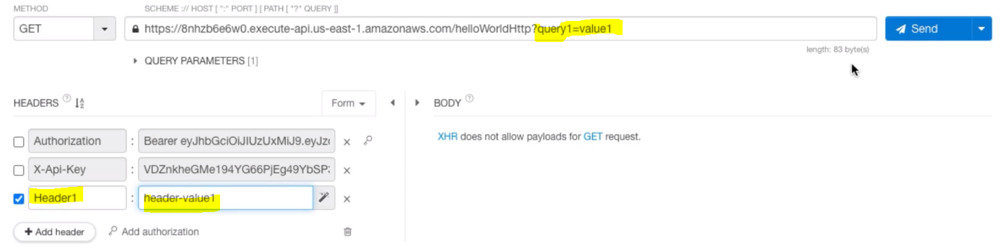 METHOD
SCHEME :// HOST [ ":" PORT ] [ PATH [ "?" QUERY ]]
GET
https://8nhzb6e6w0.execute-api.us-east-1.amazonaws.com/helloWorldHttp?query1=value1
Send
length: 83 byte(s)
QUERY PARAMETERS [1]
HEADERS ? Form
BODY ?
Authorization : Bearer eyJhbGciOiJIUzUxMiJ9.eyJz
X-Api-Key : VDZnkheGMe194YG66PjEg49YbSP
Header1 : header-value1
+ Add header
Add authorization
XHR does not allow payloads for GET request.